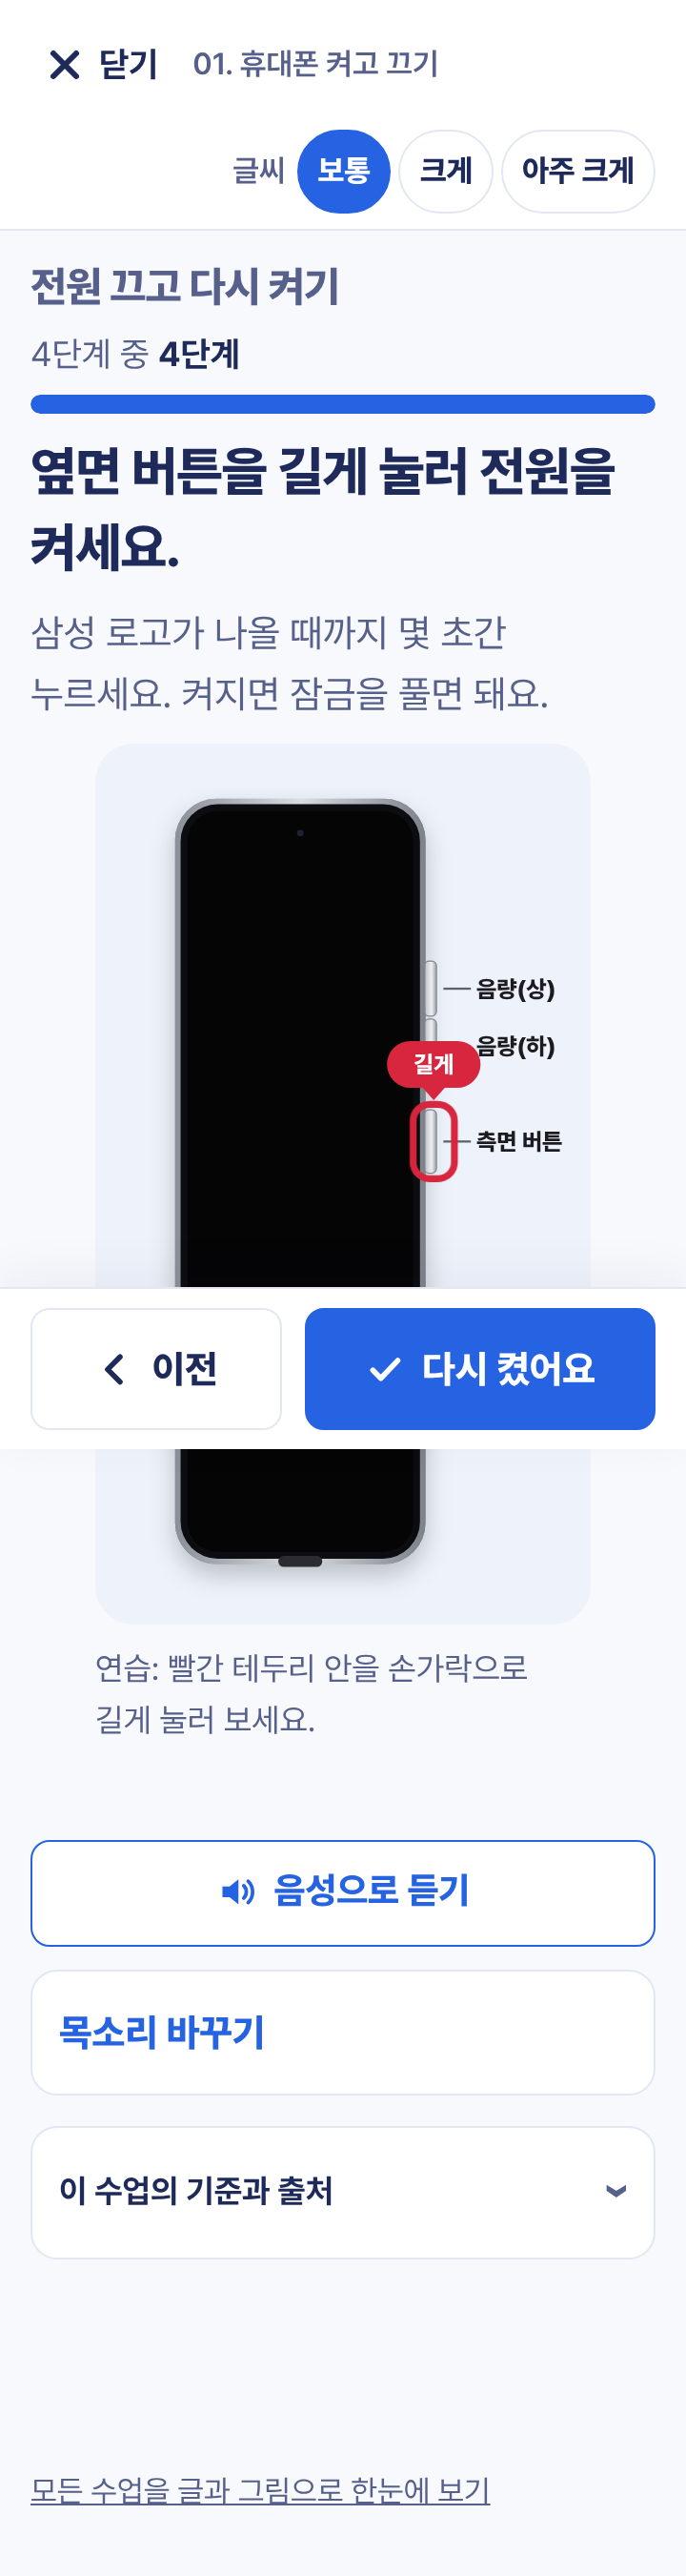 닫기 01. 휴대폰 켜고 끄기
글씨 보통 크게 아주 크게
전원 끄고 다시 켜기
4단계 중 4단계
옆면 버튼을 길게 눌러 전원을
켜세요.
삼성 로고가 나올 때까지 몇 초간
누르세요. 켜지면 잠금을 풀면 돼요.
음량(상)
음량(하)
길게
측면 버튼
이전 다시 켰어요
연습: 빨간 테두리 안을 손가락으로
길게 눌러 보세요.
음성으로 듣기
목소리 바꾸기
이 수업의 기준과 출처
모든 수업을 글과 그림으로 한눈에 보기